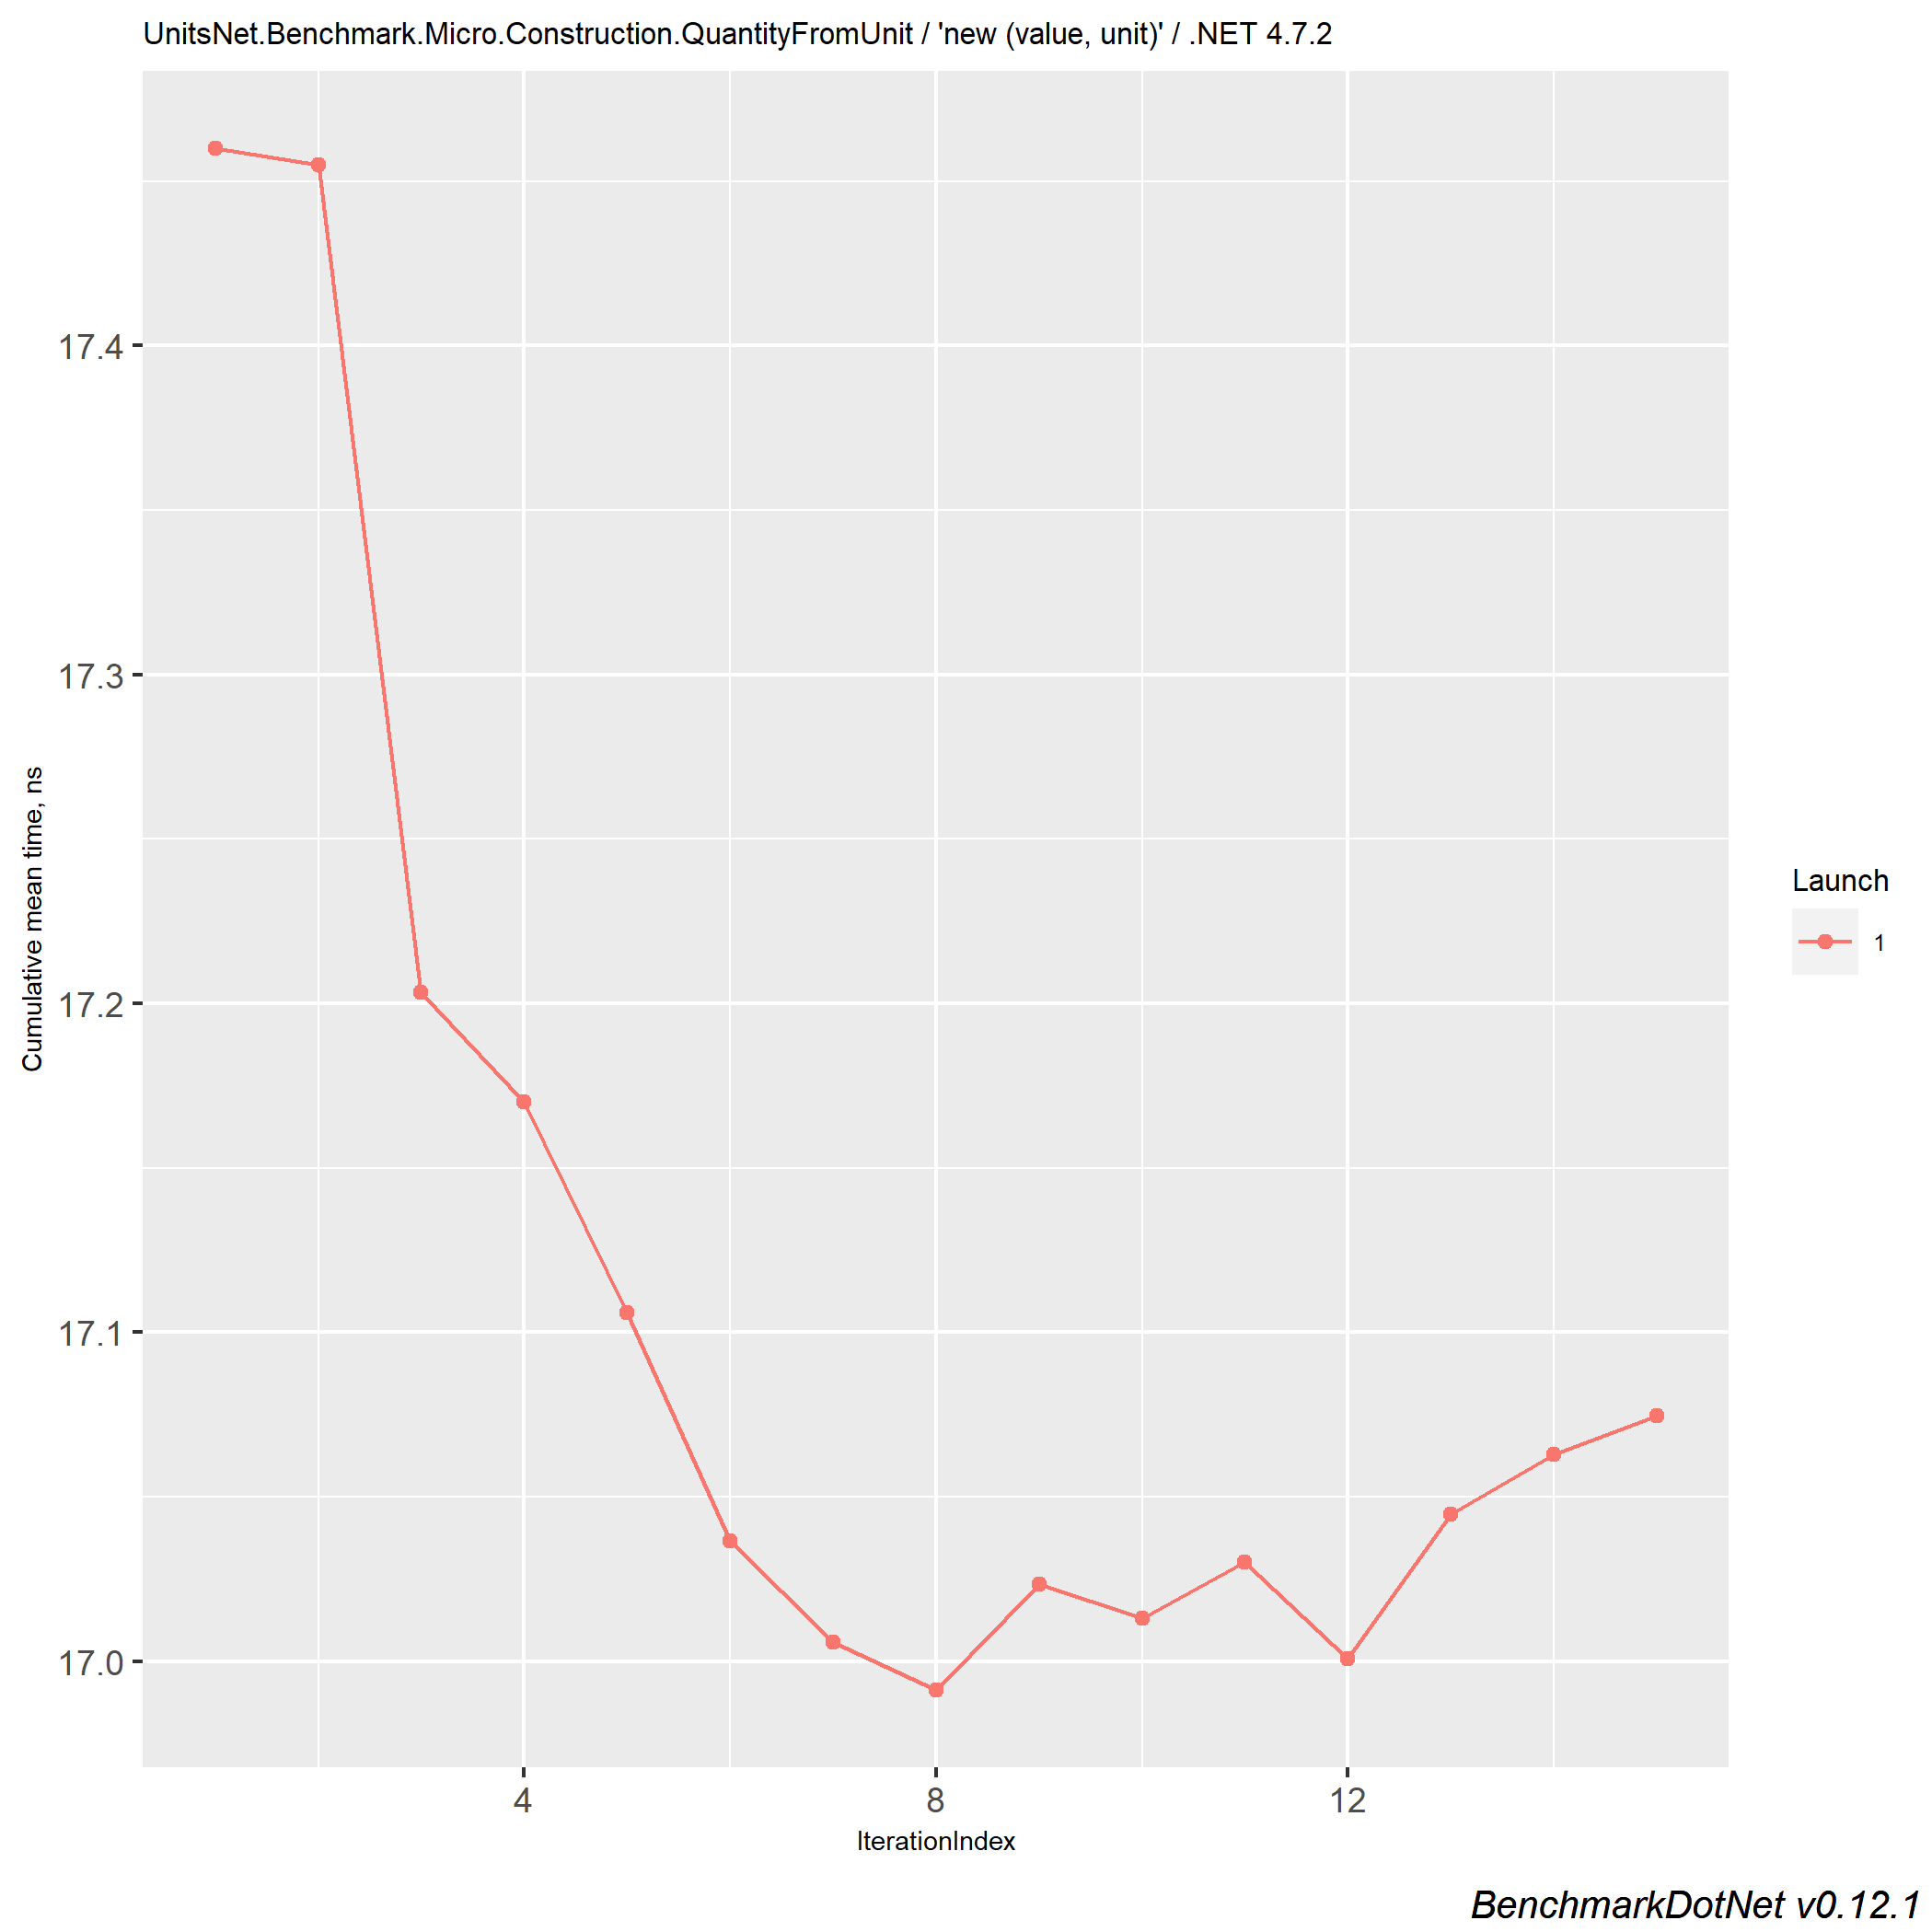 UnitsNet.Benchmark.Micro.Construction.QuantityFromUnit / 'new (value, unit)' / .NET 4.7.2
Cumulative mean time, ns
17.4
17.3
17.2
17.1
17.0
4
8
12
IterationIndex
Launch
1
BenchmarkDotNet v0.12.1